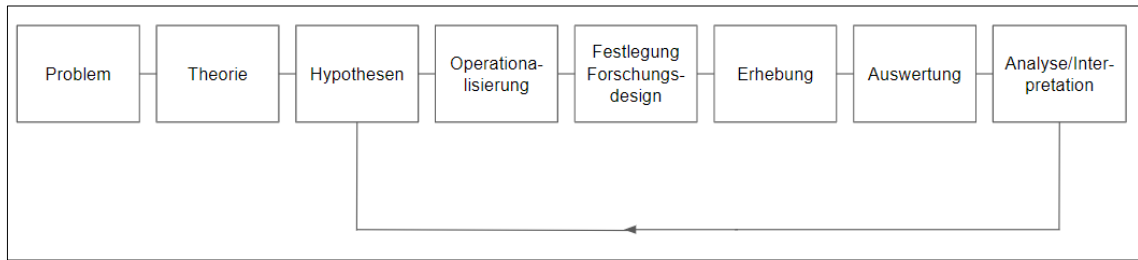 Problem
Theorie
Hypothesen
Operationa-
lisierung
Festlegung
Forschungs-
design
Erhebung
Auswertung
Analyse/Inter-
pretation